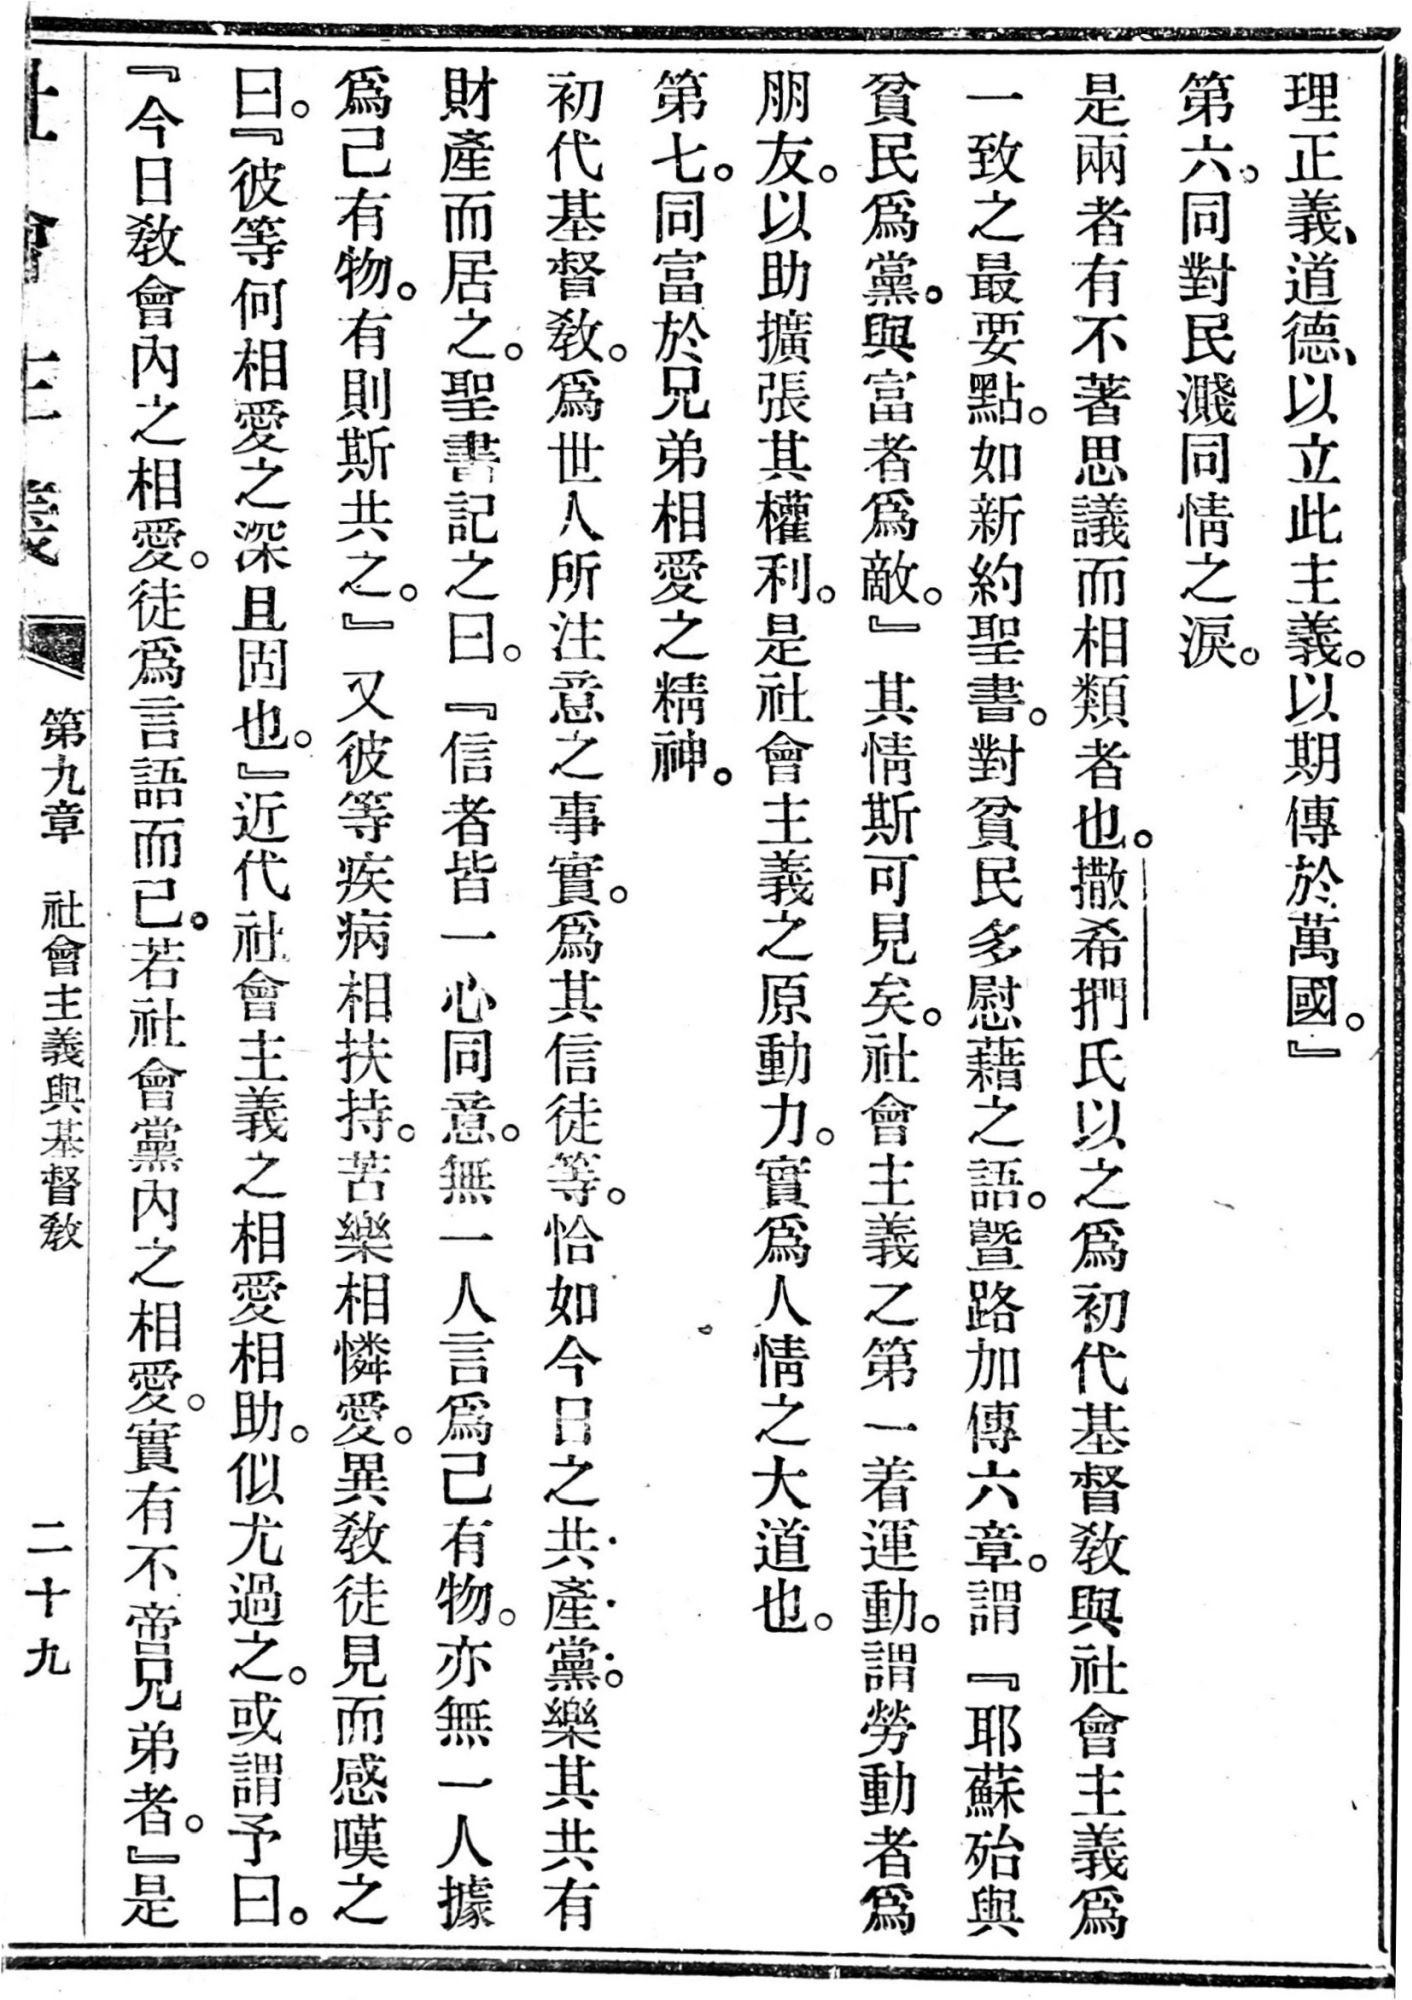 理正義、道德、以立此主義。以期傳於萬國。』
第六。同對民濺同情之淚。
是兩者有不著思議而相類者也。撒希捫氏以之爲初代基督敎與社會主義爲
一致之最要點。如新約聖書。對貧民多慰藉之語。曁路加傳六章。謂『耶蘇殆與
貧民爲黨。與富者爲敵。』其情斯可見矣。社會主義之第一着運動。謂勞動者爲
朋友。以助擴張其權利。是社會主義之原動力。實爲人情之大道也。
第七。同富於兄弟相愛之精神。
初代基督敎。爲世人所注意之事實。爲其信徒等。恰如今日之共產黨。樂其共有
財產而居之。聖書記之曰。『信者皆一心同意。無一人言爲己有物。亦無一人據
爲己有物。有則斯共之。』又彼等疾病相扶持。苦樂相憐愛。異敎徒見而感嘆之
曰。『彼等何相愛之深且固也。』近代社會主義之相愛相助。似尤過之。或謂予曰。
『今日敎會內之相愛。徒爲言語而已。若社會黨內之相愛。實有不啻兄弟者。』是
社會主義 第九章 社會主義與基督敎 二十九